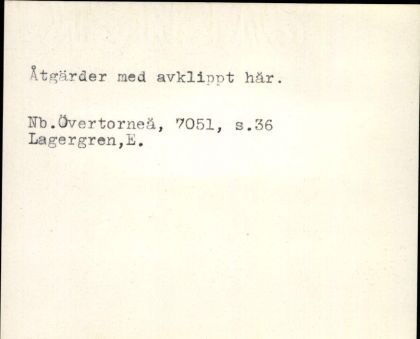 Åtgärder med avklippt hår.
Nb.Övertorneå, 7051, s.36
Lagergren,E.